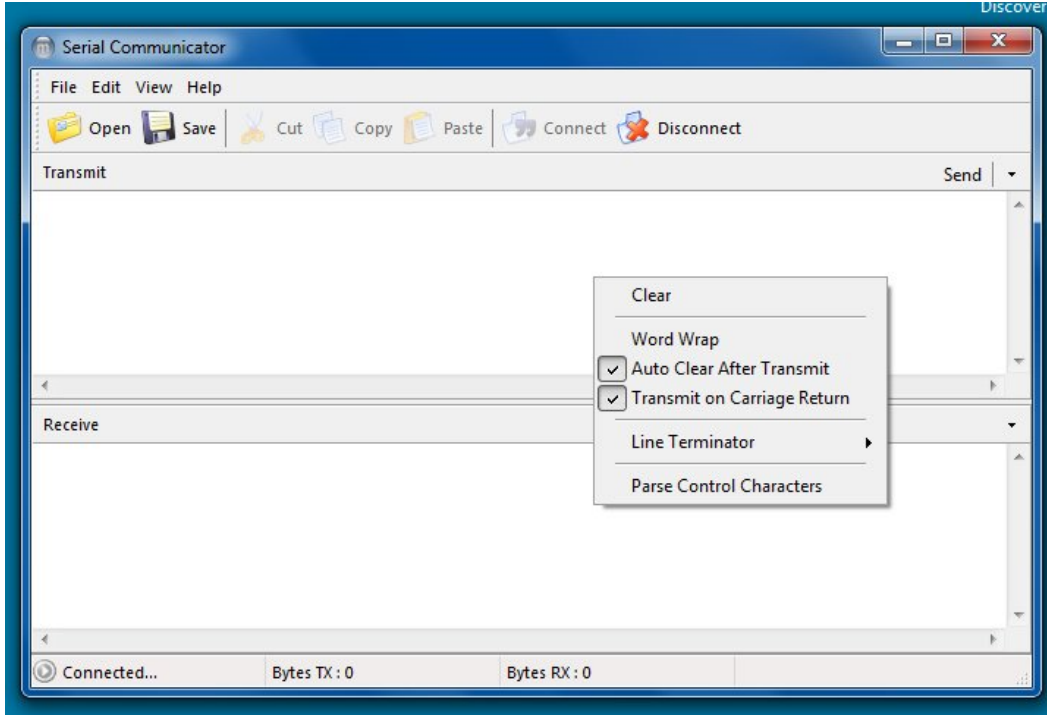 Discover
Serial Communicator
File Edit View Help
Open Save Cut Copy Paste Connect Disconnect
Transmit Send
Clear
Word Wrap
Auto Clear After Transmit
Transmit on Carriage Return
Line Terminator
Parse Control Characters
Receive
Connected... Bytes TX : 0 Bytes RX : 0